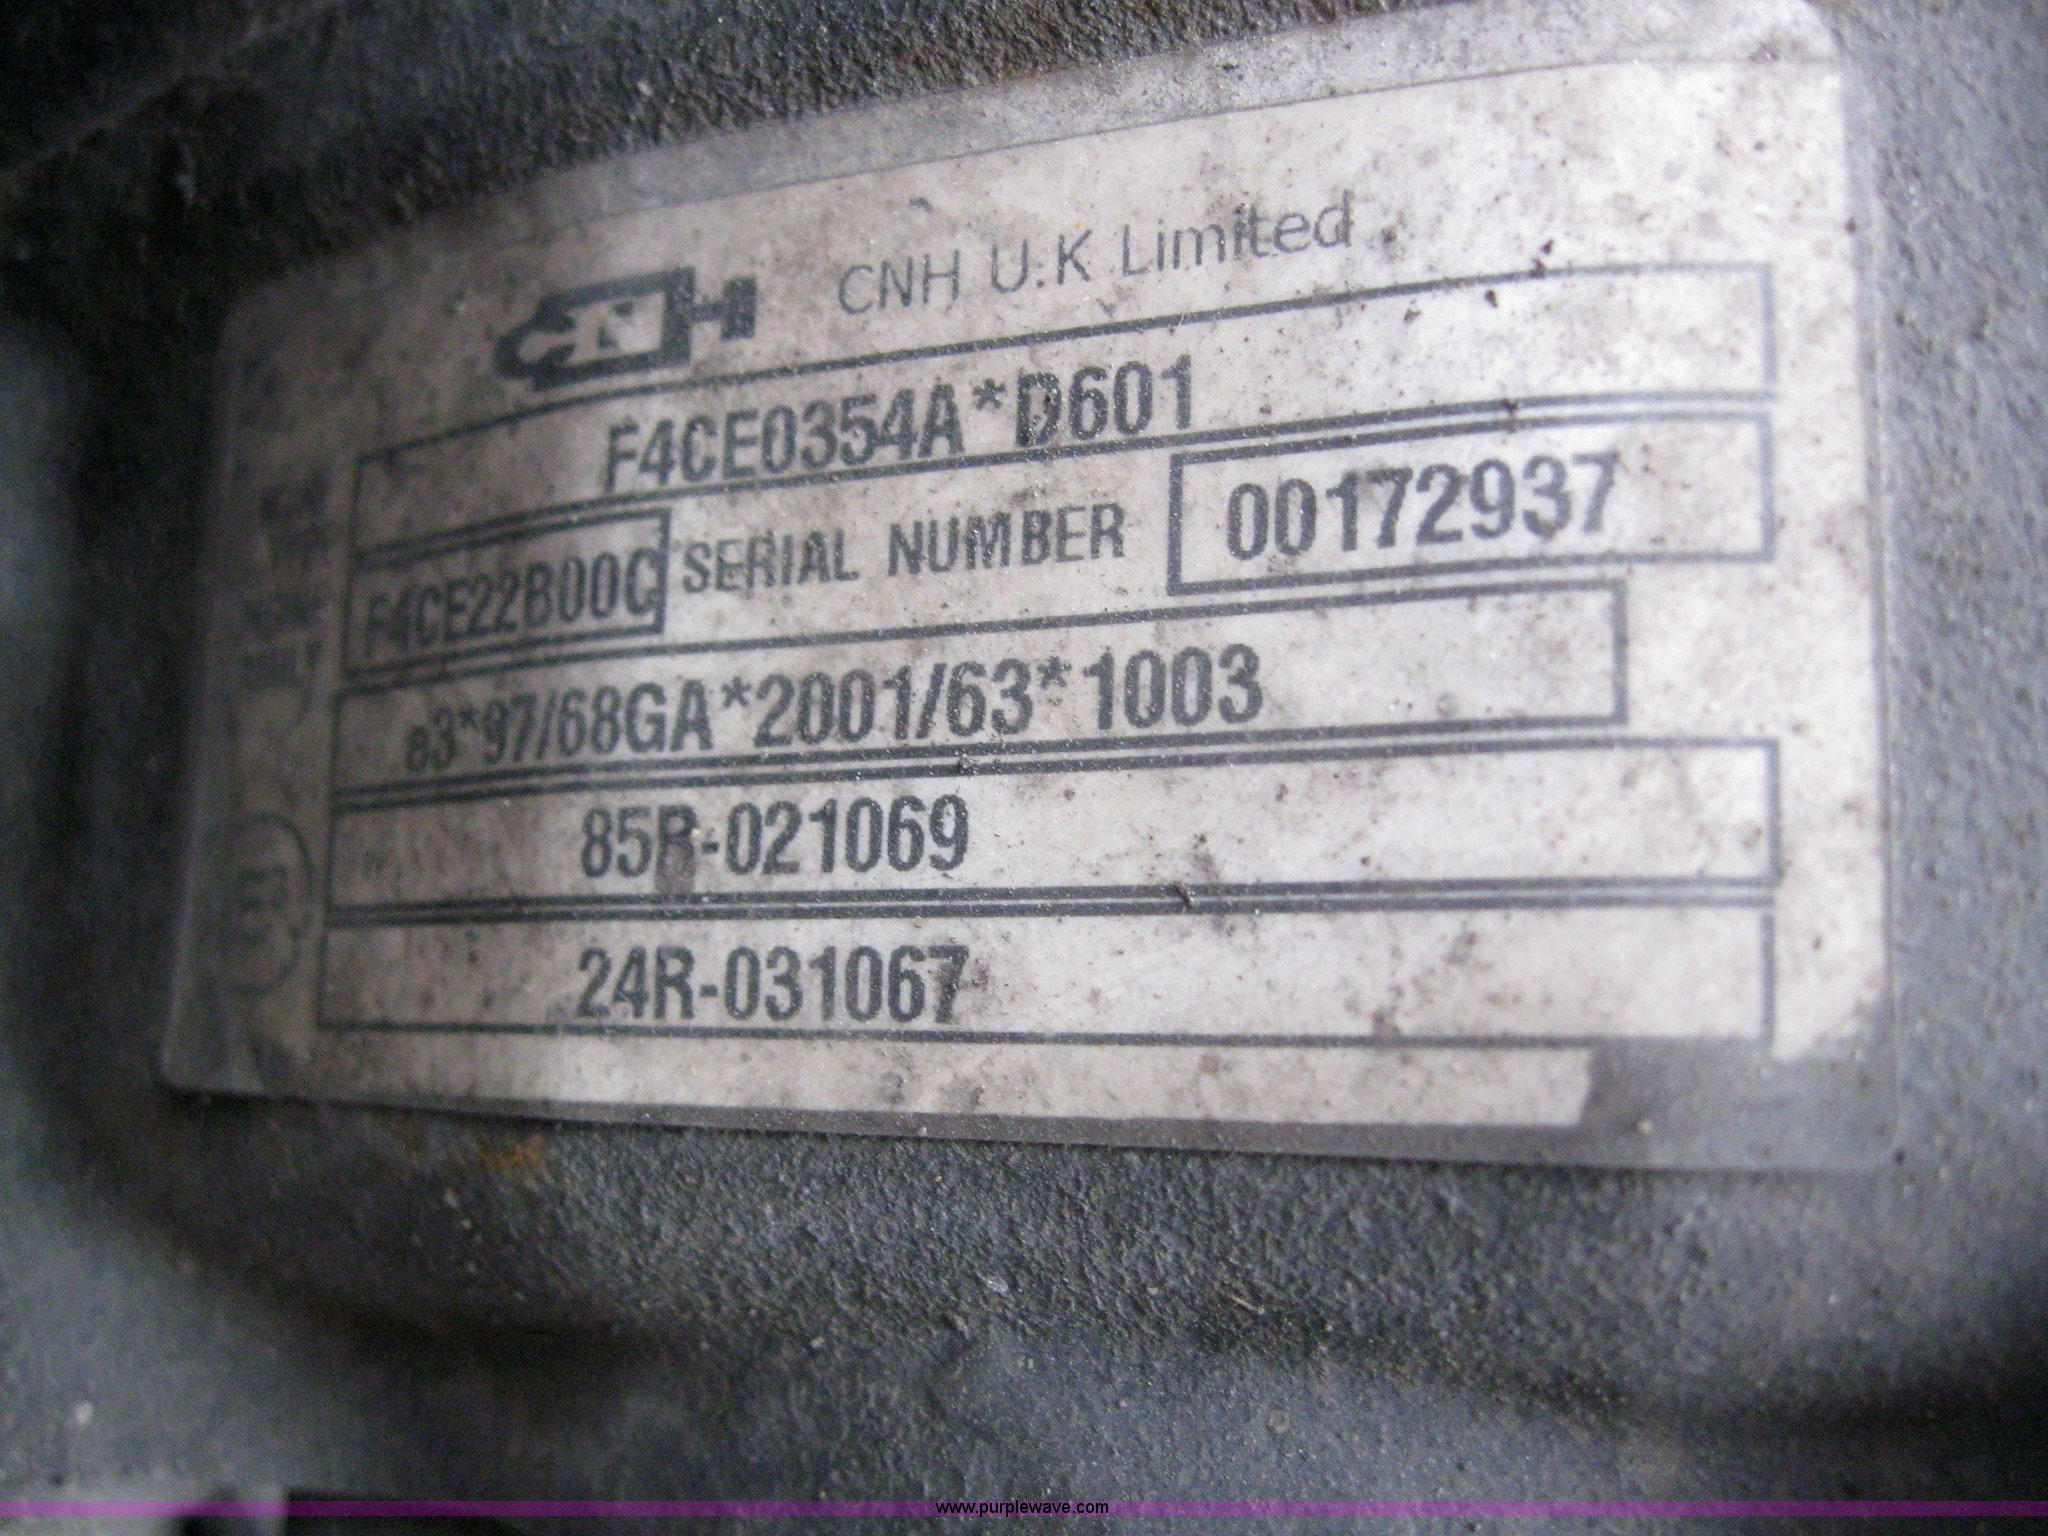 CNH CNH U.K Limited
F4CE0354A*D601
F4CE22B00C SERIAL NUMBER 00172937
e3*97/68GA*2001/63*1003
85R-021069
24R-031067
www.purplewave.com